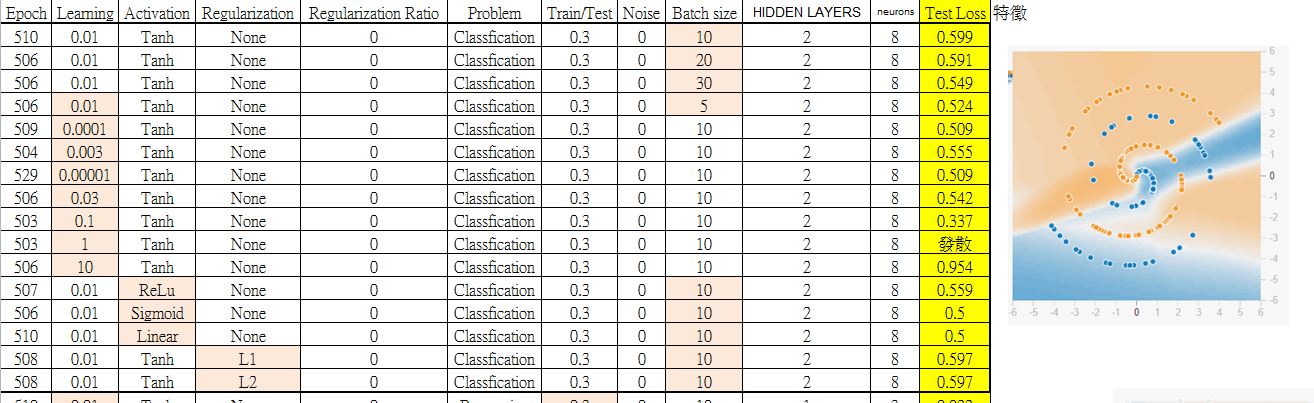 Epoch Learning Activation Regularization Regularization Ratio Problem Train/Test Noise Batch size HIDDEN LAYERS neurons Test Loss 特徵
510 0.01 Tanh None 0 Classfication 0.3 0 10 2 8 0.599
506 0.01 Tanh None 0 Classfication 0.3 0 20 2 8 0.591
506 0.01 Tanh None 0 Classfication 0.3 0 30 2 8 0.549
506 0.01 Tanh None 0 Classfication 0.3 0 5 2 8 0.524
509 0.0001 Tanh None 0 Classfication 0.3 0 10 2 8 0.509
504 0.003 Tanh None 0 Classfication 0.3 0 10 2 8 0.555
529 0.00001 Tanh None 0 Classfication 0.3 0 10 2 8 0.509
506 0.03 Tanh None 0 Classfication 0.3 0 10 2 8 0.542
503 0.1 Tanh None 0 Classfication 0.3 0 10 2 8 0.337
503 1 Tanh None 0 Classfication 0.3 0 10 2 8 發散
506 10 Tanh None 0 Classfication 0.3 0 10 2 8 0.954
507 0.01 ReLu None 0 Classfication 0.3 0 10 2 8 0.559
506 0.01 Sigmoid None 0 Classfication 0.3 0 10 2 8 0.5
510 0.01 Linear None 0 Classfication 0.3 0 10 2 8 0.5
508 0.01 Tanh L1 0 Classfication 0.3 0 10 2 8 0.597
508 0.01 Tanh L2 0 Classfication 0.3 0 10 2 8 0.597
6
5
4
3
2
1
0
-1
-2
-3
-4
-5
-6
-6 -5 -4 -3 -2 -1 0 1 2 3 4 5 6